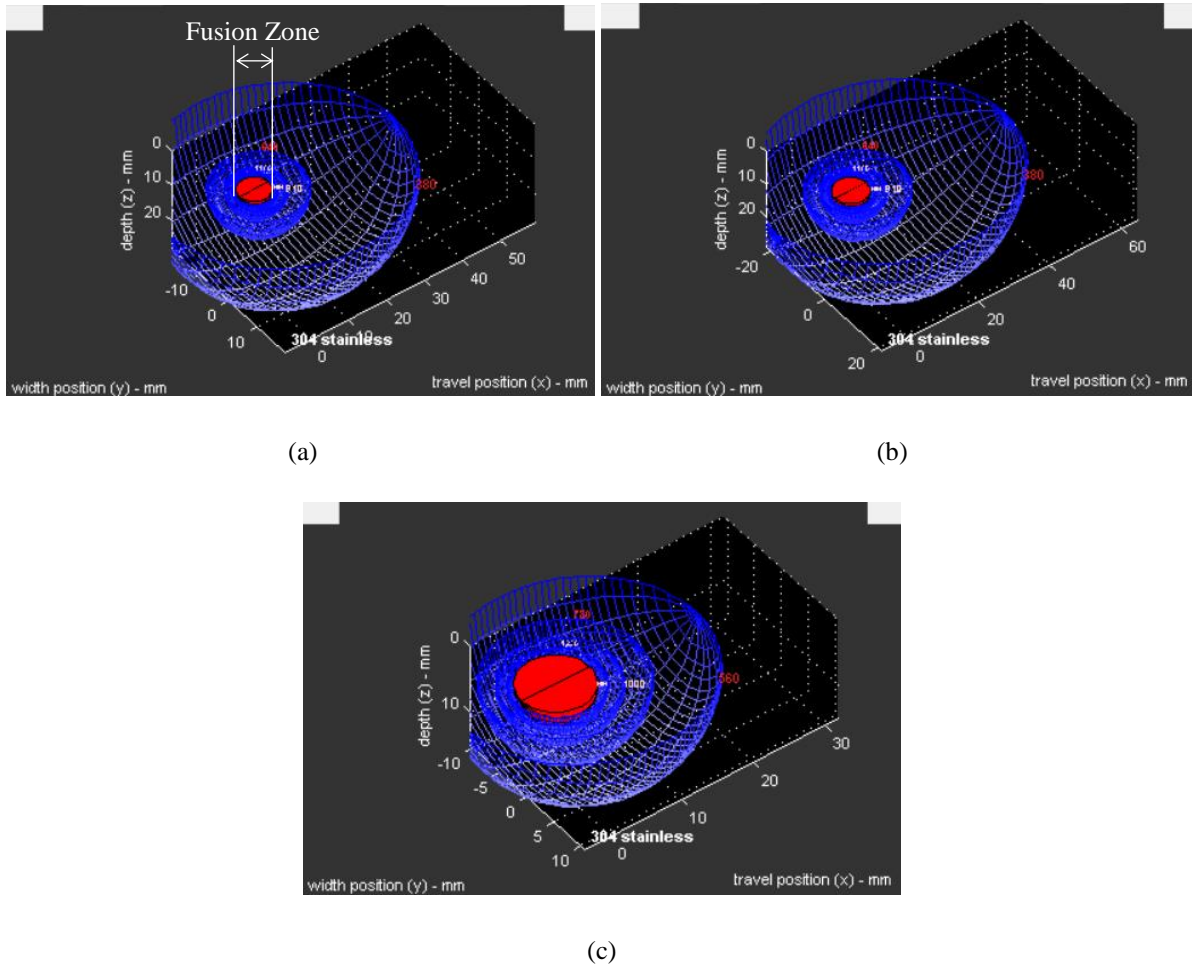 Fusion Zone
0
10
20
depth (z) - mm
-10
0
10
304 stainless
0
10
20
30
40
50
380
width position (y) - mm
travel position (x) - mm
(a)
0
10
20
depth (z) - mm
-20
0
20
304 stainless
0
20
40
60
380
width position (y) - mm
travel position (x) - mm
(b)
0
10
depth (z) - mm
-10
-5
0
5
10
304 stainless
0
10
20
30
1000
560
width position (y) - mm
travel position (x) - mm
(c)